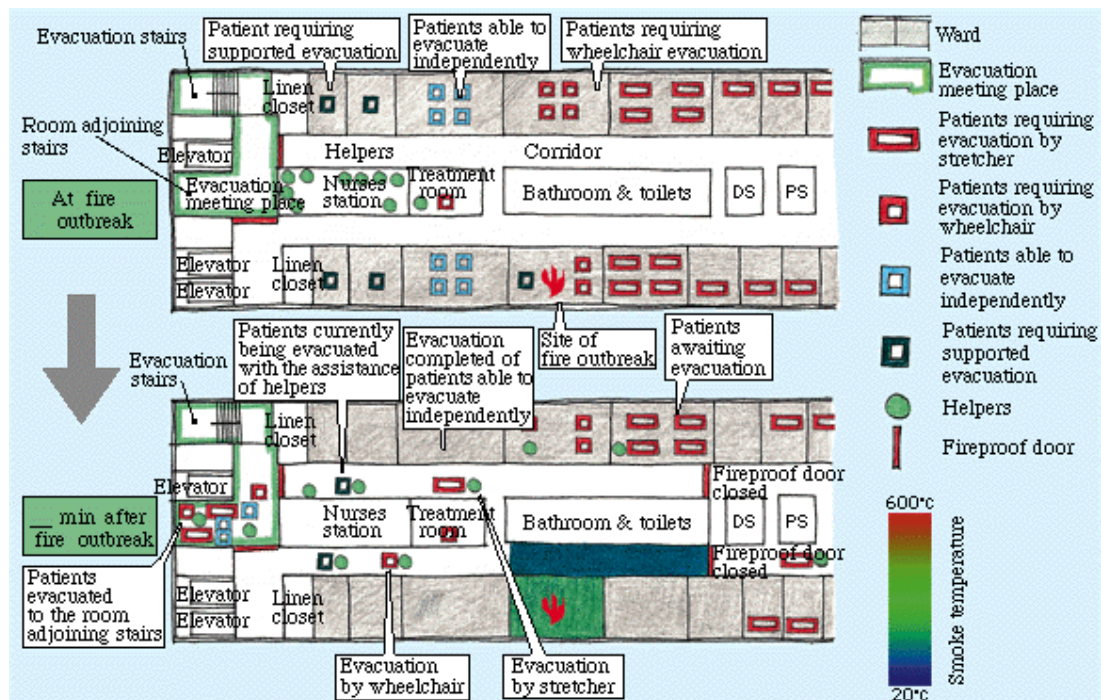 Evacuation stairs
Patient requiring
supported evacuation
Patients able to
evacuate
independently
Patients requiring
wheelchair evacuation
Linen
closet
Room adjoining
stairs
Elevator
Helpers
Corridor
Evacuation
meeting place
Nurses
station
Treatment
room
Bathroom & toilets
DS
PS
At fire
outbreak
Elevator
Elevator
Linen
closet
Patients currently
being evacuated
with the assistance
of helpers
Evacuation
completed of
patients able to
evacuate
independently
Site of
fire outbreak
Patients
awaiting
evacuation
Evacuation
stairs
Linen
closet
Elevator
Fireproof door
closed
__ min after
fire outbreak
Nurses
station
Treatment
room
Bathroom & toilets
DS
PS
Fireproof door
closed
Patients
evacuated
to the room
adjoining stairs
Elevator
Elevator
Linen
closet
Evacuation
by wheelchair
Evacuation
by stretcher
Ward
Evacuation
meeting place
Patients requiring
evacuation by
stretcher
Patients requiring
evacuation by
wheelchair
Patients able to
evacuate
independently
Patients requiring
supported
evacuation
Helpers
Fireproof door
600°c
Smoke temperature
20°c